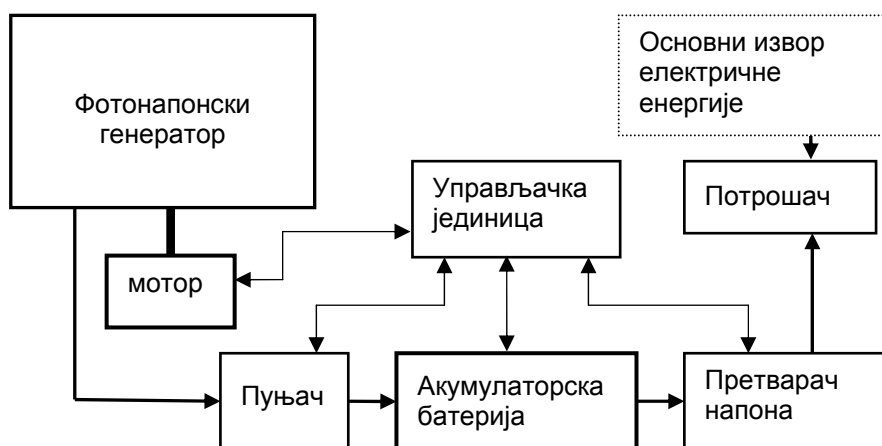 Фотонапонски
генератор
Основни извор
електричне
енергије
Управљачка
јединица
Потрошач
мотор
Пуњач
Акумулаторска
батерија
Претварач
напона